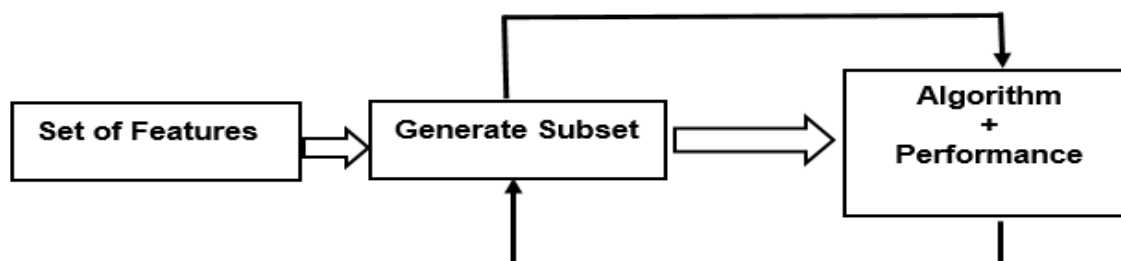 Set of Features
Generate Subset
Algorithm
+
Performance